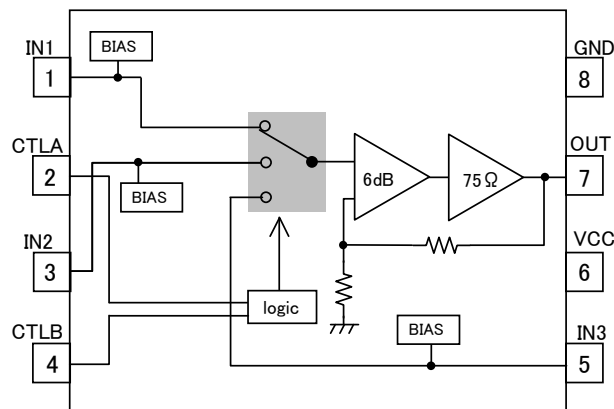 IN1
1
BIAS
GND
8
CTLA
2
BIAS
6dB
75Ω
OUT
7
IN2
3
VCC
6
logic
CTLB
4
BIAS
IN3
5